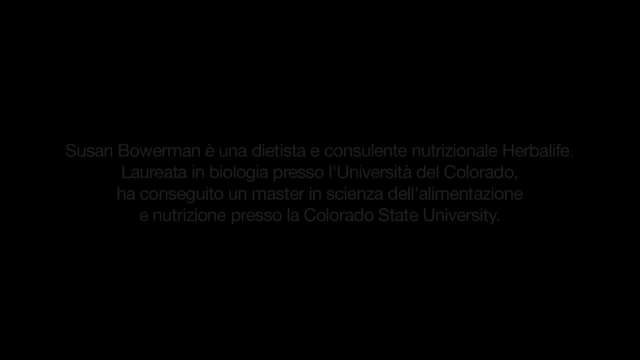 Susan Bowerman è una dietista e consulente nutrizionale Herbalife.
Laureata in biologia presso l'Università del Colorado,
ha conseguito un master in scienza dell'alimentazione
e nutrizione presso la Colorado State University.